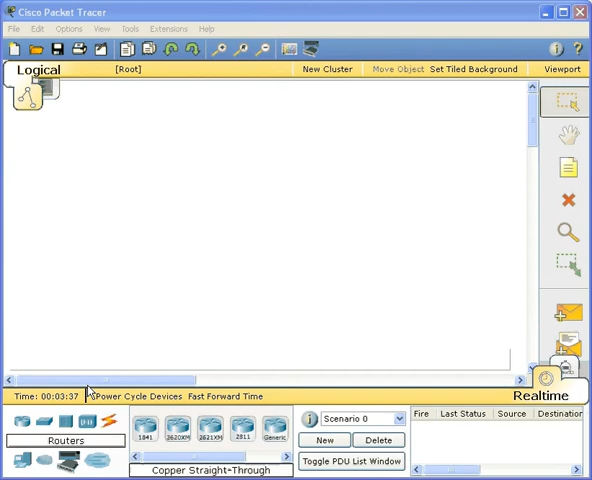 Cisco Packet Tracer
File Edit Options View Tools Extensions Help
Logical [Root] New Cluster Move Object Set Tiled Background Viewport
Time: 00:03:37 Power Cycle Devices Fast Forward Time Realtime
Routers
1841 2620XM 2621XM 2811 Generic
Copper Straight-Through
Scenario 0
New Delete
Toggle PDU List Window
Fire Last Status Source Destination